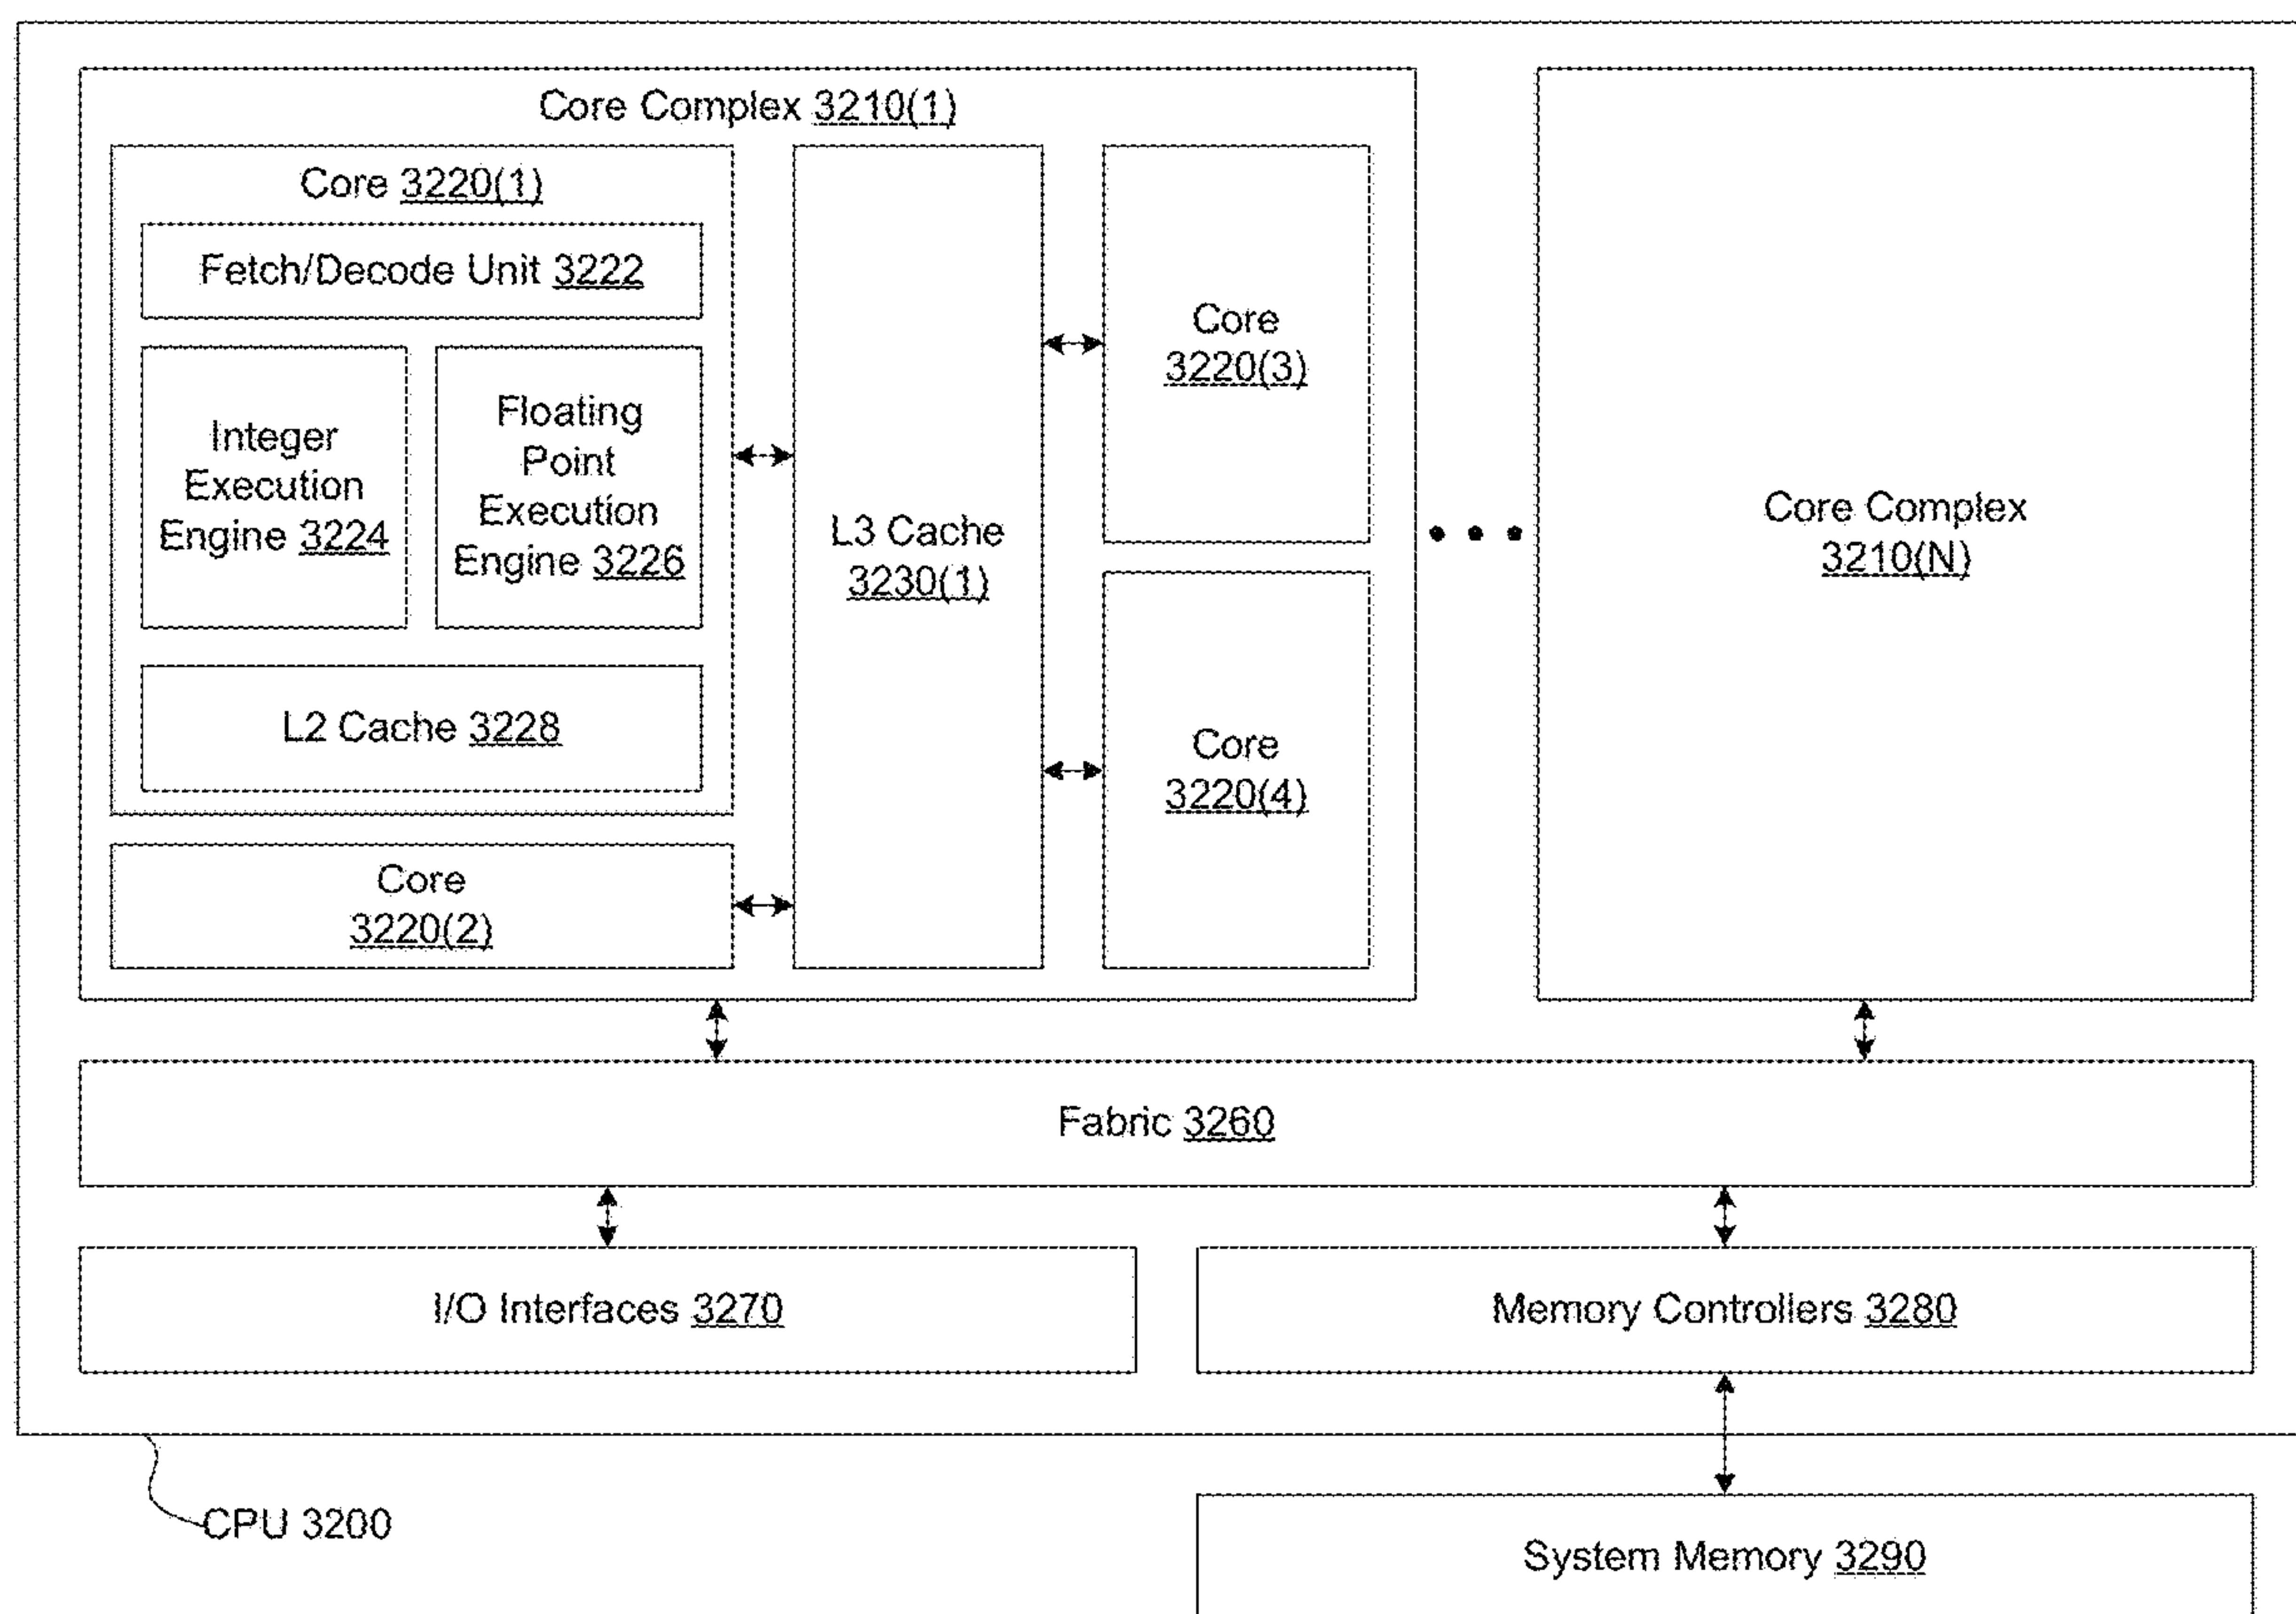 Core Complex 3210(1)
Core 3220(1)
Fetch/Decode Unit 3222
Integer
Execution
Engine 3224
Floating
Point
Execution
Engine 3226
L2 Cache 3228
Core
3220(2)
L3 Cache
3230(1)
Core
3220(3)
Core
3220(4)
Core Complex
3210(N)
Fabric 3260
I/O Interfaces 3270
Memory Controllers 3280
CPU 3200
System Memory 3290